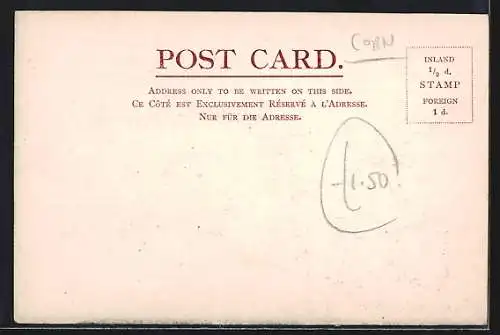 CORN
POST CARD.
ADDRESS ONLY TO BE WRITTEN ON THIS SIDE.
CE CÔTÉ EST EXCLUSIVEMENT RÉSERVÉ À L'ADRESSE.
NUR FÜR DIE ADRESSE.
INLAND
1/2 d.
STAMP
FOREIGN
1 d.
£1.50